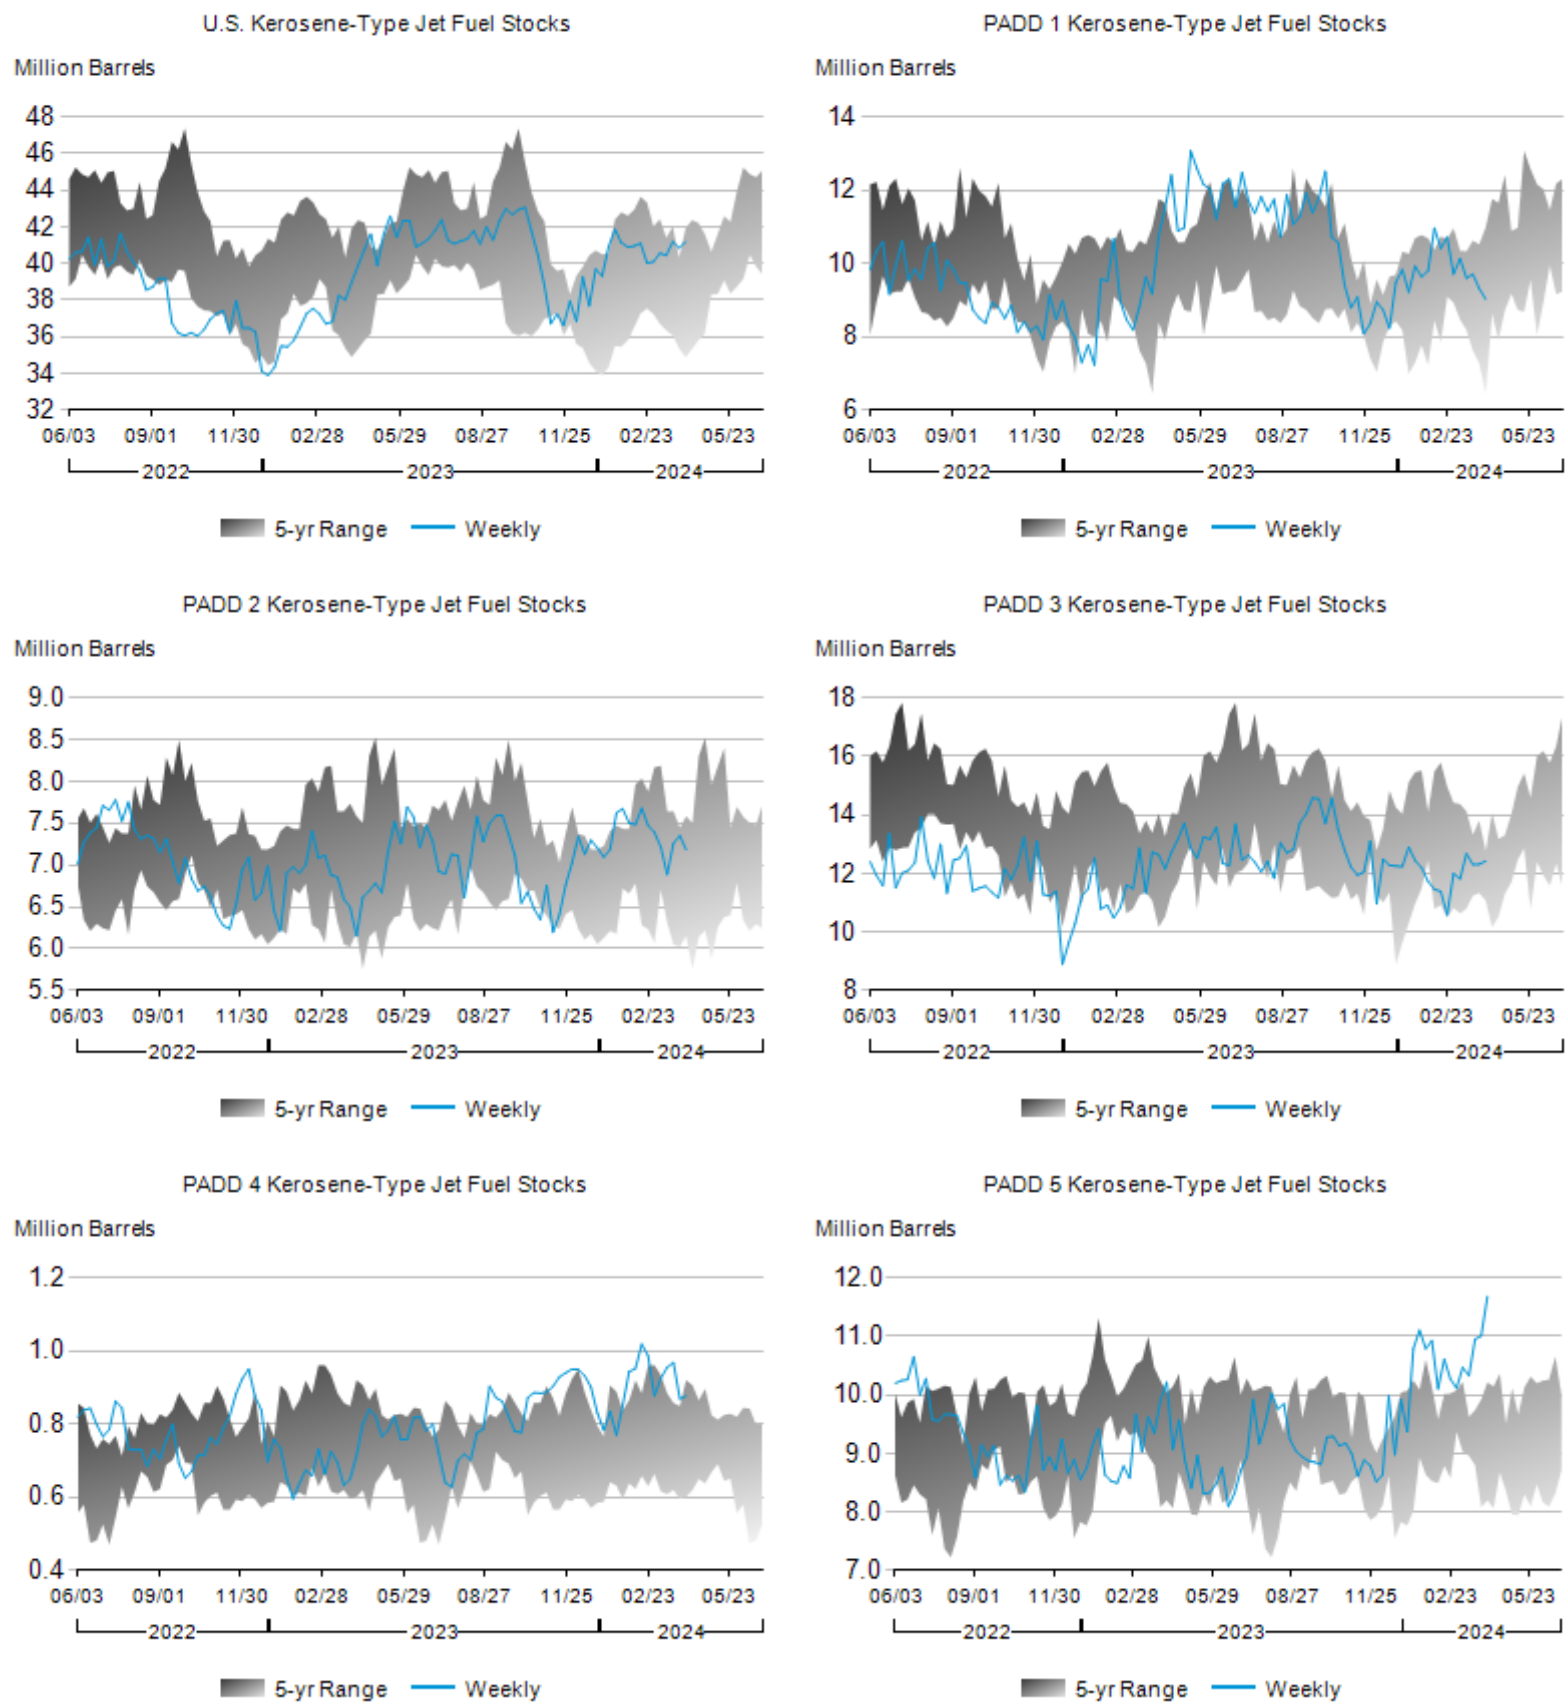 U.S. Kerosene-Type Jet Fuel Stocks
Million Barrels
48
46
44
42
40
38
36
34
32
06/03 09/01 11/30 02/28 05/29 08/27 11/25 02/23 05/23
2022 2023 2024
5-yr Range Weekly
PADD 1 Kerosene-Type Jet Fuel Stocks
Million Barrels
14
12
10
8
6
06/03 09/01 11/30 02/28 05/29 08/27 11/25 02/23 05/23
2022 2023 2024
5-yr Range Weekly
PADD 2 Kerosene-Type Jet Fuel Stocks
Million Barrels
9.0
8.5
8.0
7.5
7.0
6.5
6.0
5.5
06/03 09/01 11/30 02/28 05/29 08/27 11/25 02/23 05/23
2022 2023 2024
5-yr Range Weekly
PADD 3 Kerosene-Type Jet Fuel Stocks
Million Barrels
18
16
14
12
10
8
06/03 09/01 11/30 02/28 05/29 08/27 11/25 02/23 05/23
2022 2023 2024
5-yr Range Weekly
PADD 4 Kerosene-Type Jet Fuel Stocks
Million Barrels
1.2
1.0
0.8
0.6
0.4
06/03 09/01 11/30 02/28 05/29 08/27 11/25 02/23 05/23
2022 2023 2024
5-yr Range Weekly
PADD 5 Kerosene-Type Jet Fuel Stocks
Million Barrels
12.0
11.0
10.0
9.0
8.0
7.0
06/03 09/01 11/30 02/28 05/29 08/27 11/25 02/23 05/23
2022 2023 2024
5-yr Range Weekly